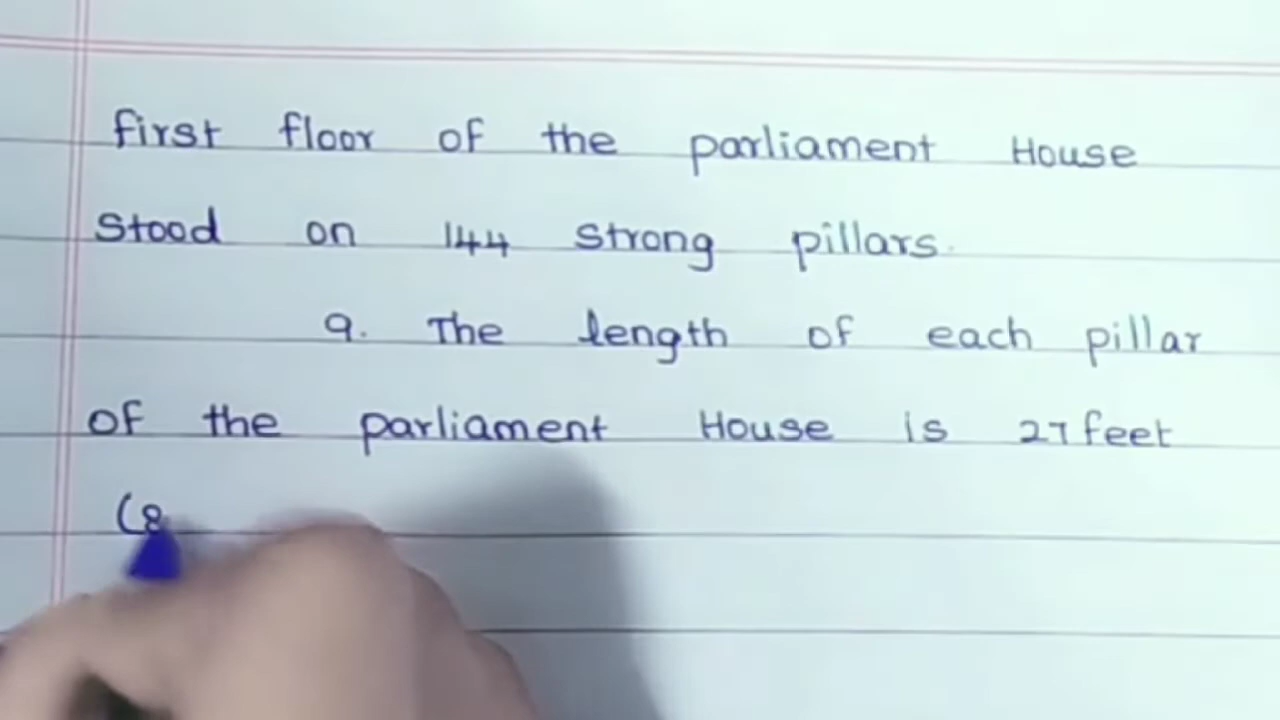 first floor of the parliament House
stood on 144 strong pillars.
9. The length of each pillar
of the parliament House is 27 feet
(8